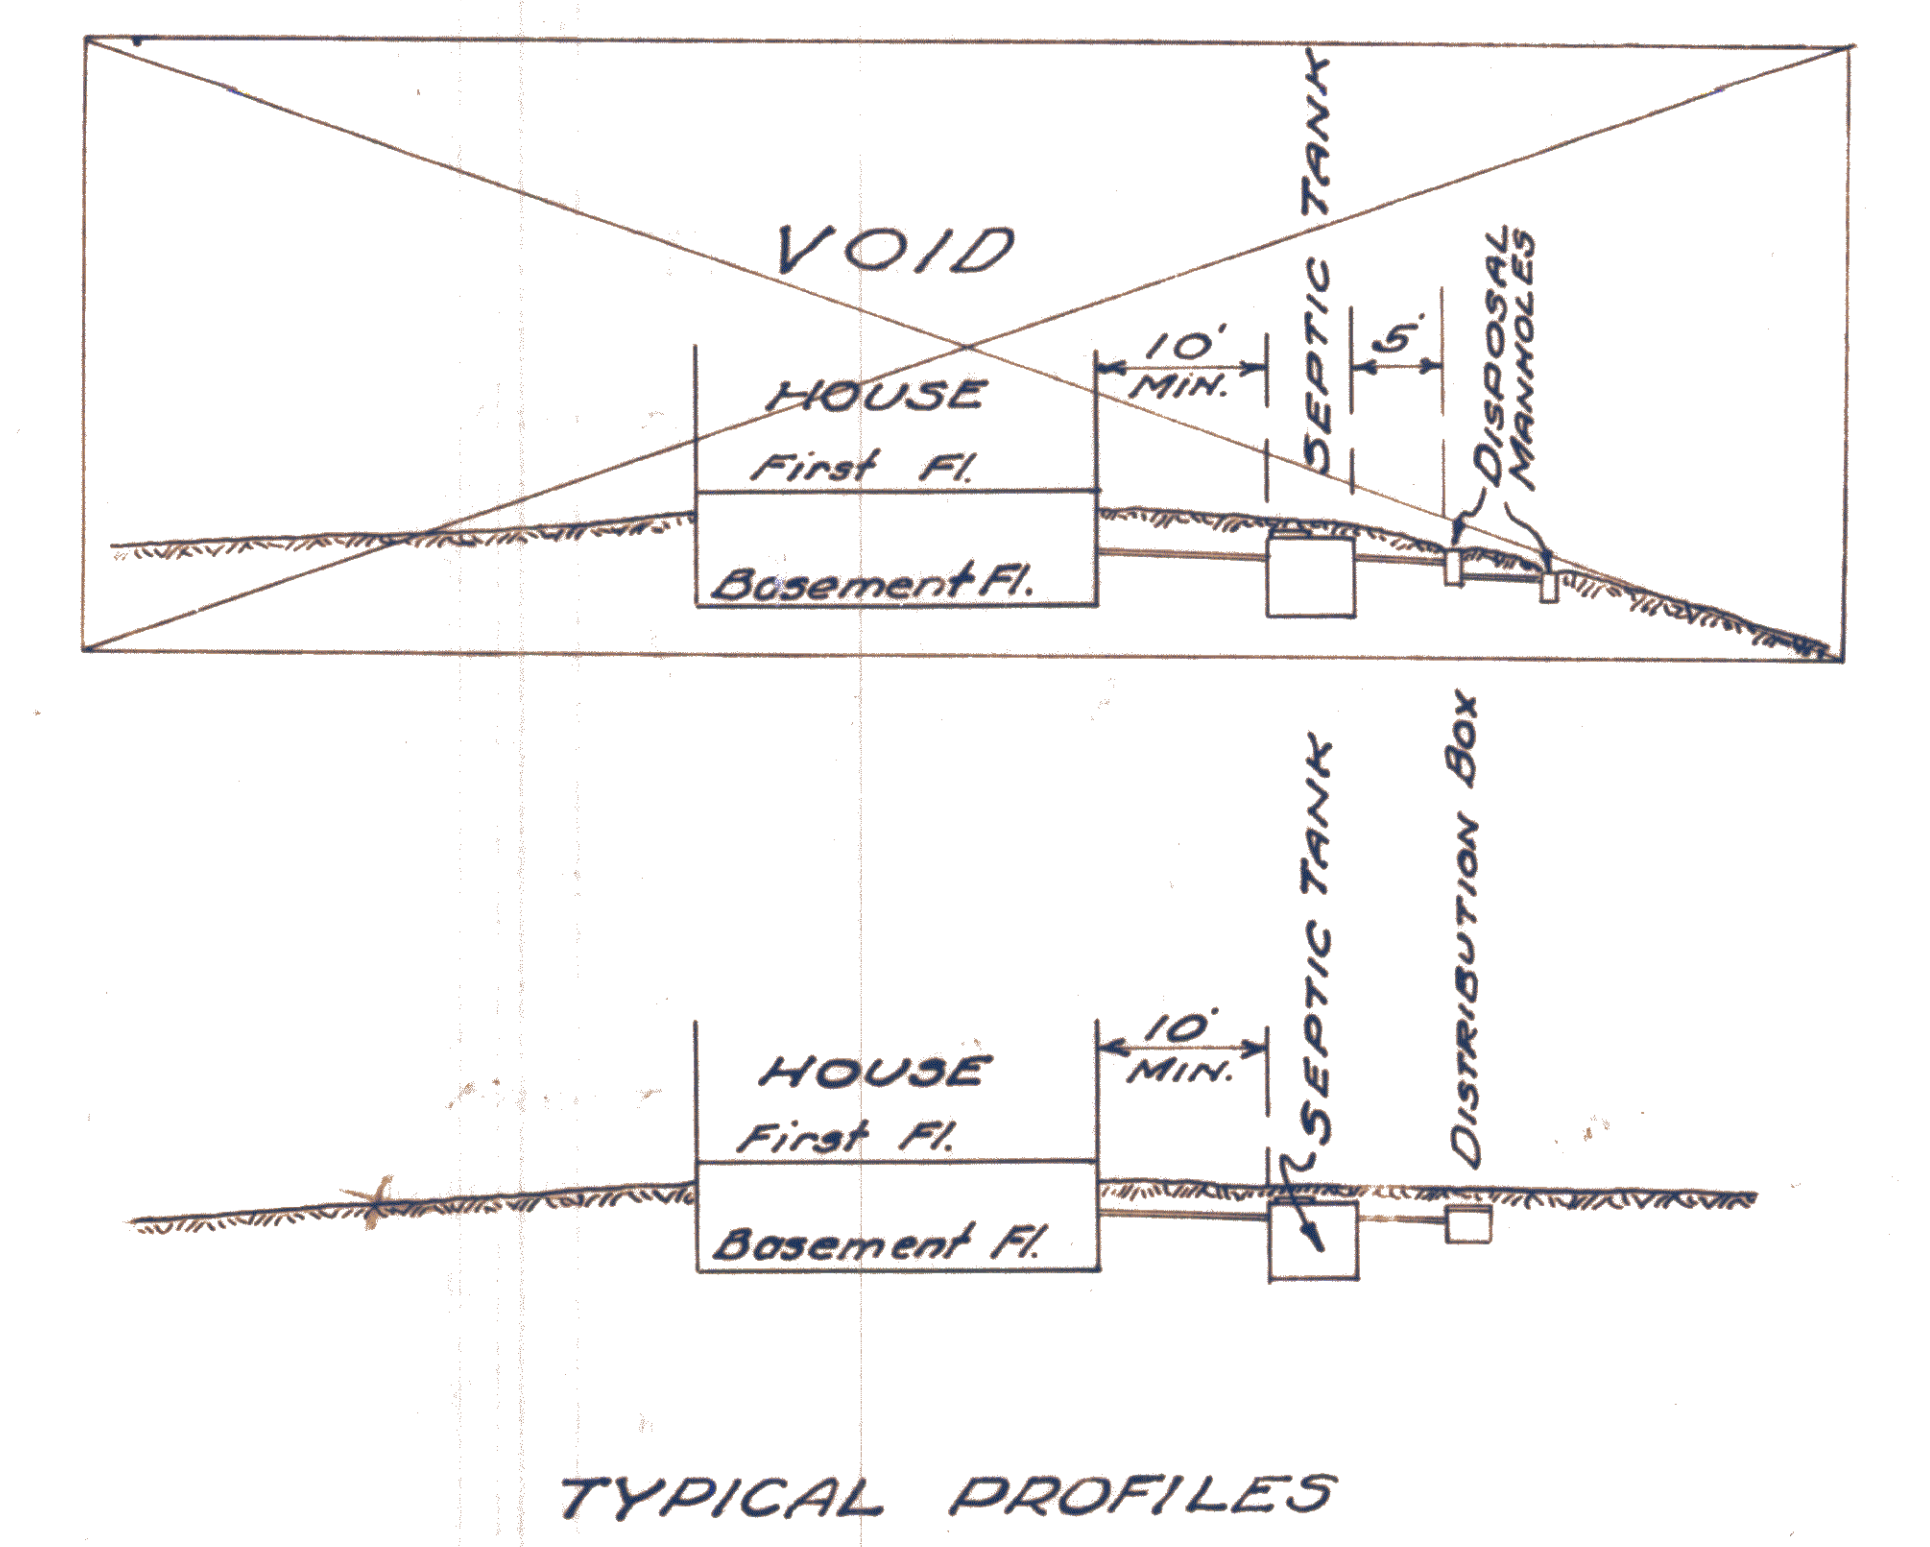 VOID
SEPTIC TANK
DISPOSAL
MANHOLES
10'
MIN.
5'
HOUSE
First Fl.
Basement Fl.
SEPTIC TANK
DISTRIBUTION BOX
10'
MIN.
HOUSE
First Fl.
Basement Fl.
TYPICAL PROFILES